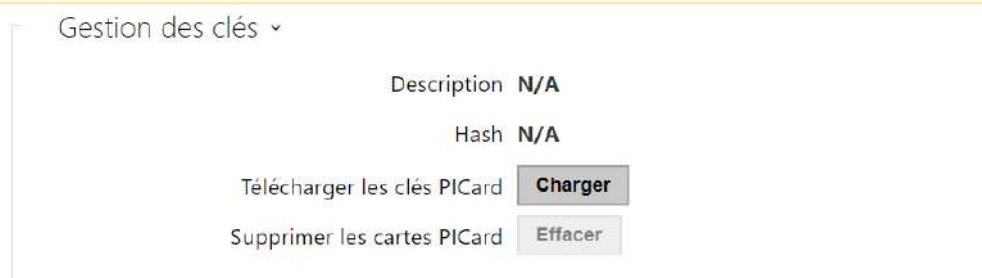 Gestion des clés
Description N/A
Hash N/A
Télécharger les clés PICard Charger
Supprimer les cartes PICard Effacer